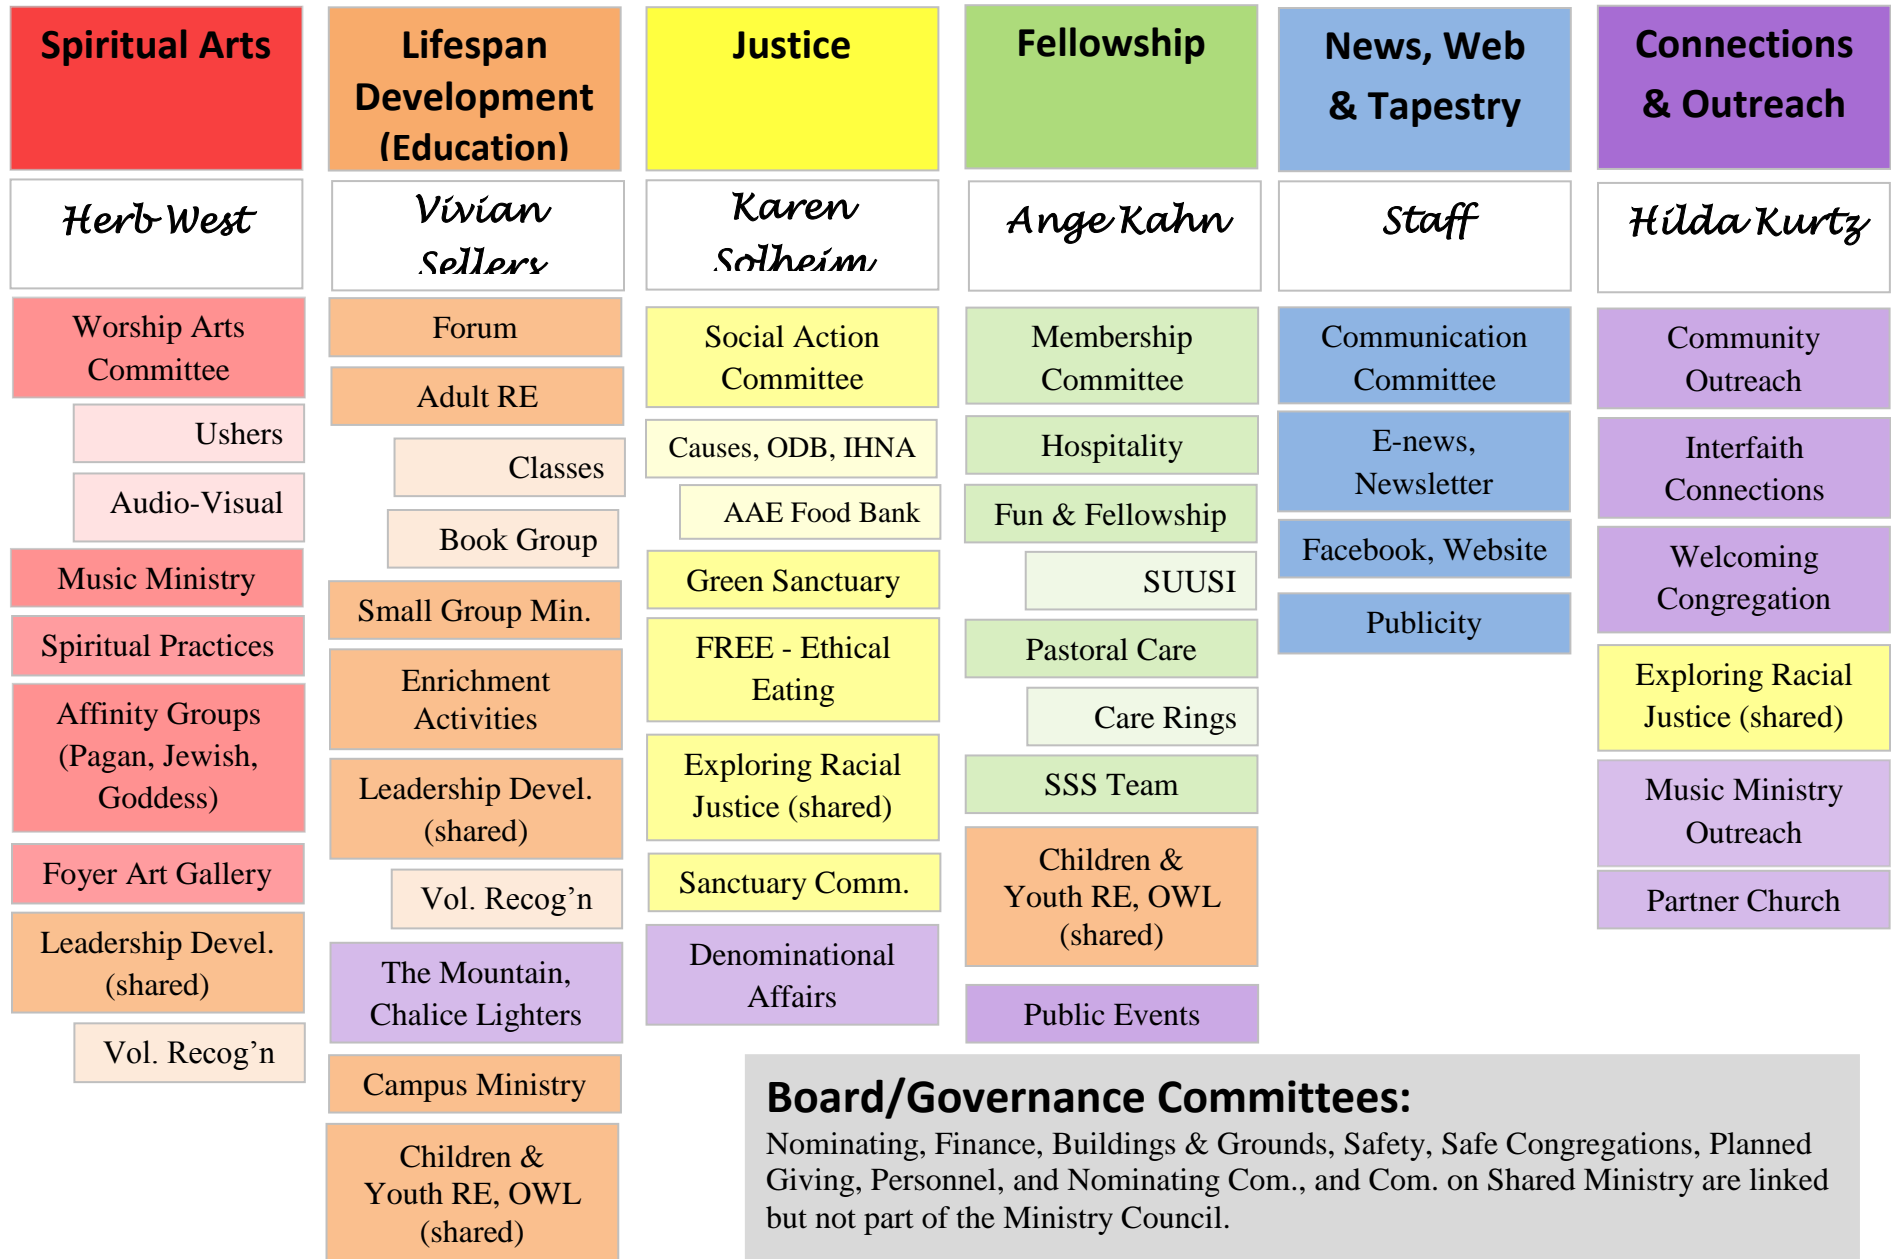 Spiritual Arts
Herb West
Worship Arts
Committee
Ushers
Audio-Visual
Music Ministry
Spiritual Practices
Affinity Groups
(Pagan, Jewish,
Goddess)
Foyer Art Gallery
Leadership Devel.
(shared)
Vol. Recog’n
Lifespan
Development
(Education)
Vivian
Sellers
Forum
Adult RE
Classes
Book Group
Small Group Min.
Enrichment
Activities
Leadership Devel.
(shared)
Vol. Recog’n
The Mountain,
Chalice Lighters
Campus Ministry
Children &
Youth RE, OWL
(shared)
Justice
Karen
Solheim
Social Action
Committee
Causes, ODB, IHNA
AAE Food Bank
Green Sanctuary
FREE - Ethical
Eating
Exploring Racial
Justice (shared)
Sanctuary Comm.
Denominational
Affairs
Fellowship
Ange Kahn
Membership
Committee
Hospitality
Fun & Fellowship
SUUSI
Pastoral Care
Care Rings
SSS Team
Children &
Youth RE, OWL
(shared)
Public Events
News, Web
& Tapestry
Staff
Communication
Committee
E-news,
Newsletter
Facebook, Website
Publicity
Connections
& Outreach
Hilda Kurtz
Community
Outreach
Interfaith
Connections
Welcoming
Congregation
Exploring Racial
Justice (shared)
Music Ministry
Outreach
Partner Church
Board/Governance Committees:
Nominating, Finance, Buildings & Grounds, Safety, Safe Congregations, Planned
Giving, Personnel, and Nominating Com., and Com. on Shared Ministry are linked
but not part of the Ministry Council.